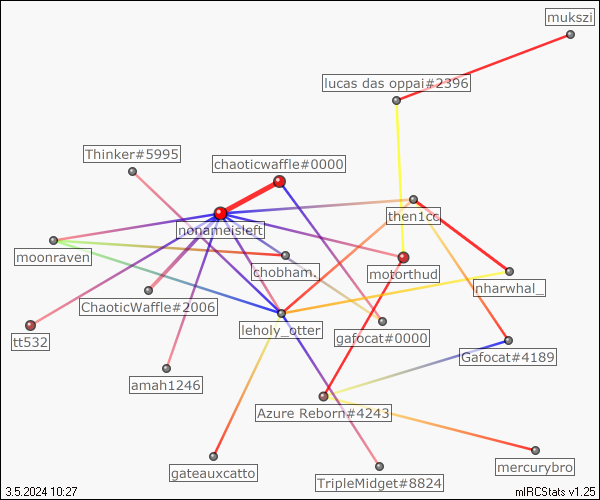 mukszi
lucas das oppai#2396
Thinker#5995
chaoticwaffle#0000
then1cc
nonameisleft
moonraven
chobham.
motorthud
nharwhal_
ChaoticWaffle#2006
leholy_otter
gafocat#0000
tt532
Gafocat#4189
amah1246
Azure Reborn#4243
gateauxcatto
mercurybro
TripleMidget#8824
3.5.2024 10:27
mIRCStats v1.25